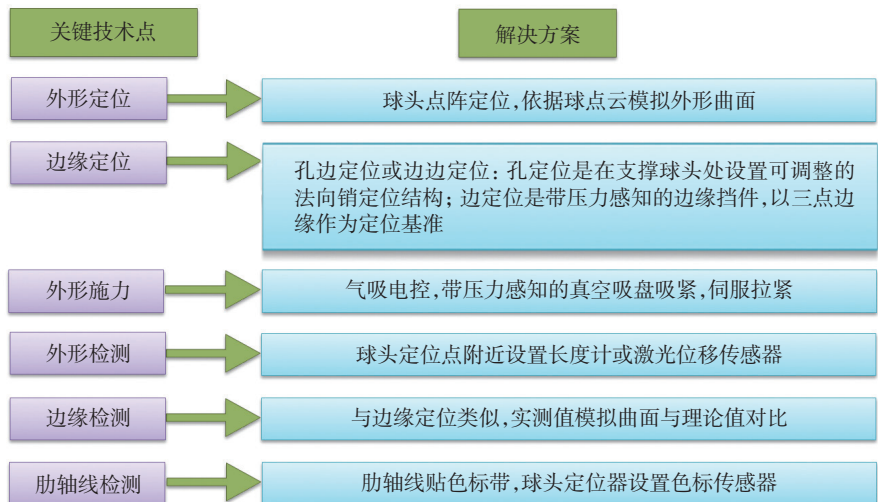 关键技术点
解决方案
外形定位
球头点阵定位,依据球点云模拟外形曲面
边缘定位
孔边定位或边边定位:孔定位是在支撑球头处设置可调整的
法向销定位结构;边定位是带压力感知的边缘挡件,以三点边
缘作为定位基准
外形施力
气吸电控,带压力感知的真空吸盘吸紧,伺服拉紧
外形检测
球头定位点附近设置长度计或激光位移传感器
边缘检测
与边缘定位类似,实测值模拟曲面与理论值对比
肋轴线检测
肋轴线贴色标带,球头定位器设置色标传感器